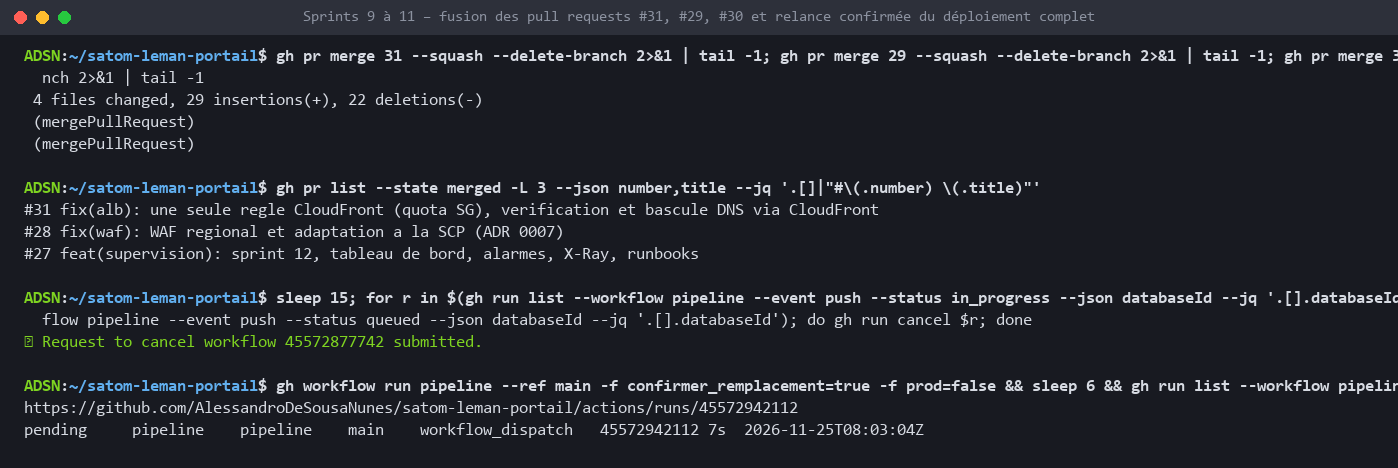 Sprints 9 à 11 – fusion des pull requests #31, #29, #30 et relance confirmée du déploiement complet
ADSN:~/satom-leman-portail$ gh pr merge 31 --squash --delete-branch 2>&1 | tail -1; gh pr merge 29 --squash --delete-branch 2>&1 | tail -1; gh pr merge 3
nch 2>&1 | tail -1
4 files changed, 29 insertions(+), 22 deletions(-)
(mergePullRequest)
(mergePullRequest)
ADSN:~/satom-leman-portail$ gh pr list --state merged -L 3 --json number,title --jq '.[]|"#\(.number) \(.title)"'
#31 fix(alb): une seule regle CloudFront (quota SG), verification et bascule DNS via CloudFront
#28 fix(waf): WAF regional et adaptation a la SCP (ADR 0007)
#27 feat(supervision): sprint 12, tableau de bord, alarmes, X-Ray, runbooks
ADSN:~/satom-leman-portail$ sleep 15; for r in $(gh run list --workflow pipeline --event push --status in_progress --json databaseId --jq '.[].databaseId
flow pipeline --event push --status queued --json databaseId --jq '.[].databaseId'); do gh run cancel $r; done
Request to cancel workflow 45572877742 submitted.
ADSN:~/satom-leman-portail$ gh workflow run pipeline --ref main -f confirmer_remplacement=true -f prod=false && sleep 6 && gh run list --workflow pipelin
https://github.com/AlessandroDeSousaNunes/satom-leman-portail/actions/runs/45572942112
pending pipeline pipeline main workflow_dispatch 45572942112 7s 2026-11-25T08:03:04Z